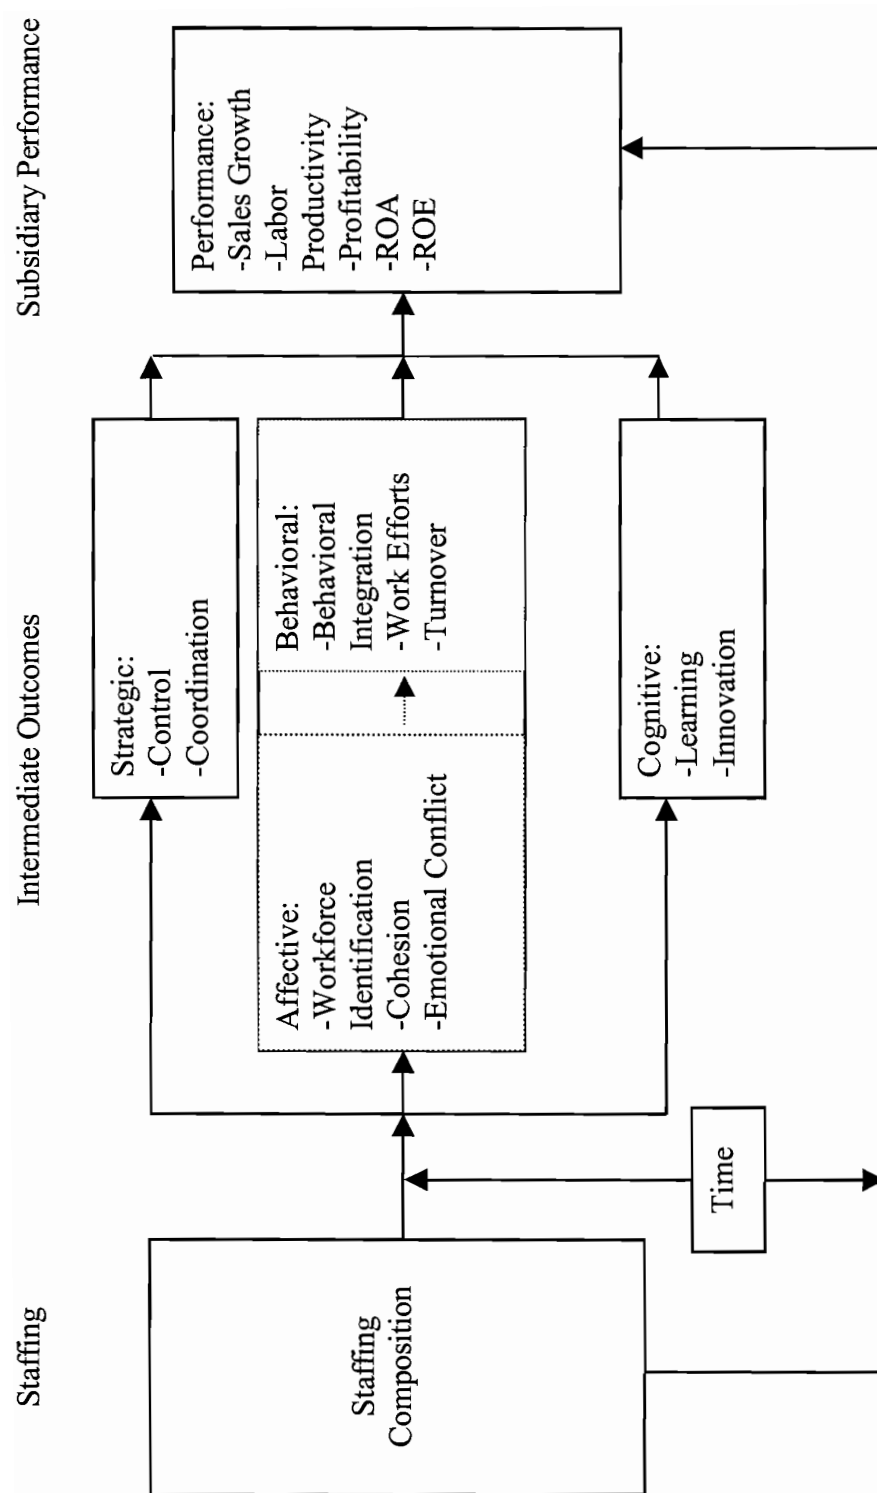 Staffing
Intermediate Outcomes
Subsidiary Performance
Staffing
Composition
Time
Strategic:
-Control
-Coordination
Affective:
-Workforce
Identification
-Cohesion
-Emotional Conflict
Behavioral:
-Behavioral
Integration
-Work Efforts
-Turnover
Cognitive:
-Learning
-Innovation
Performance:
-Sales Growth
-Labor
Productivity
-Profitability
-ROA
-ROE